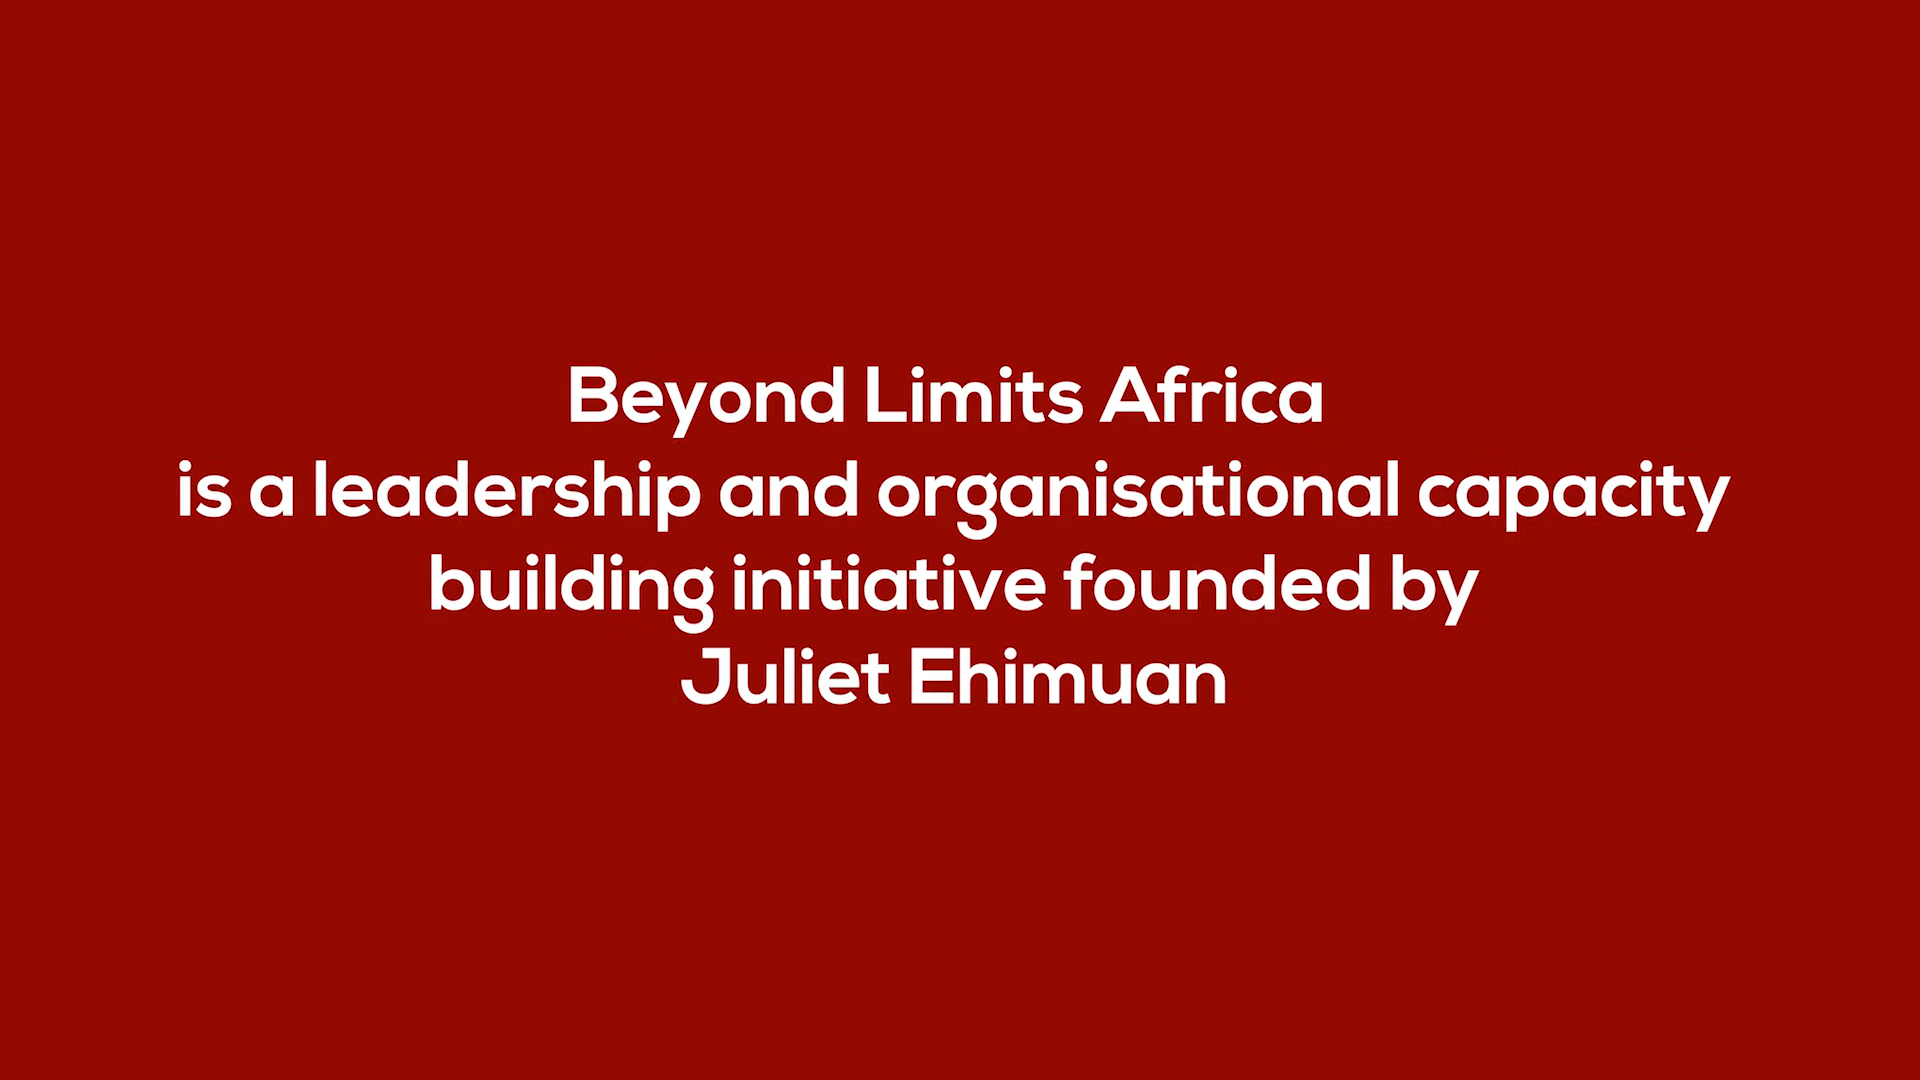 Beyond Limits Africa
is a leadership and organisational capacity
building initiative founded by
Juliet Ehimuan